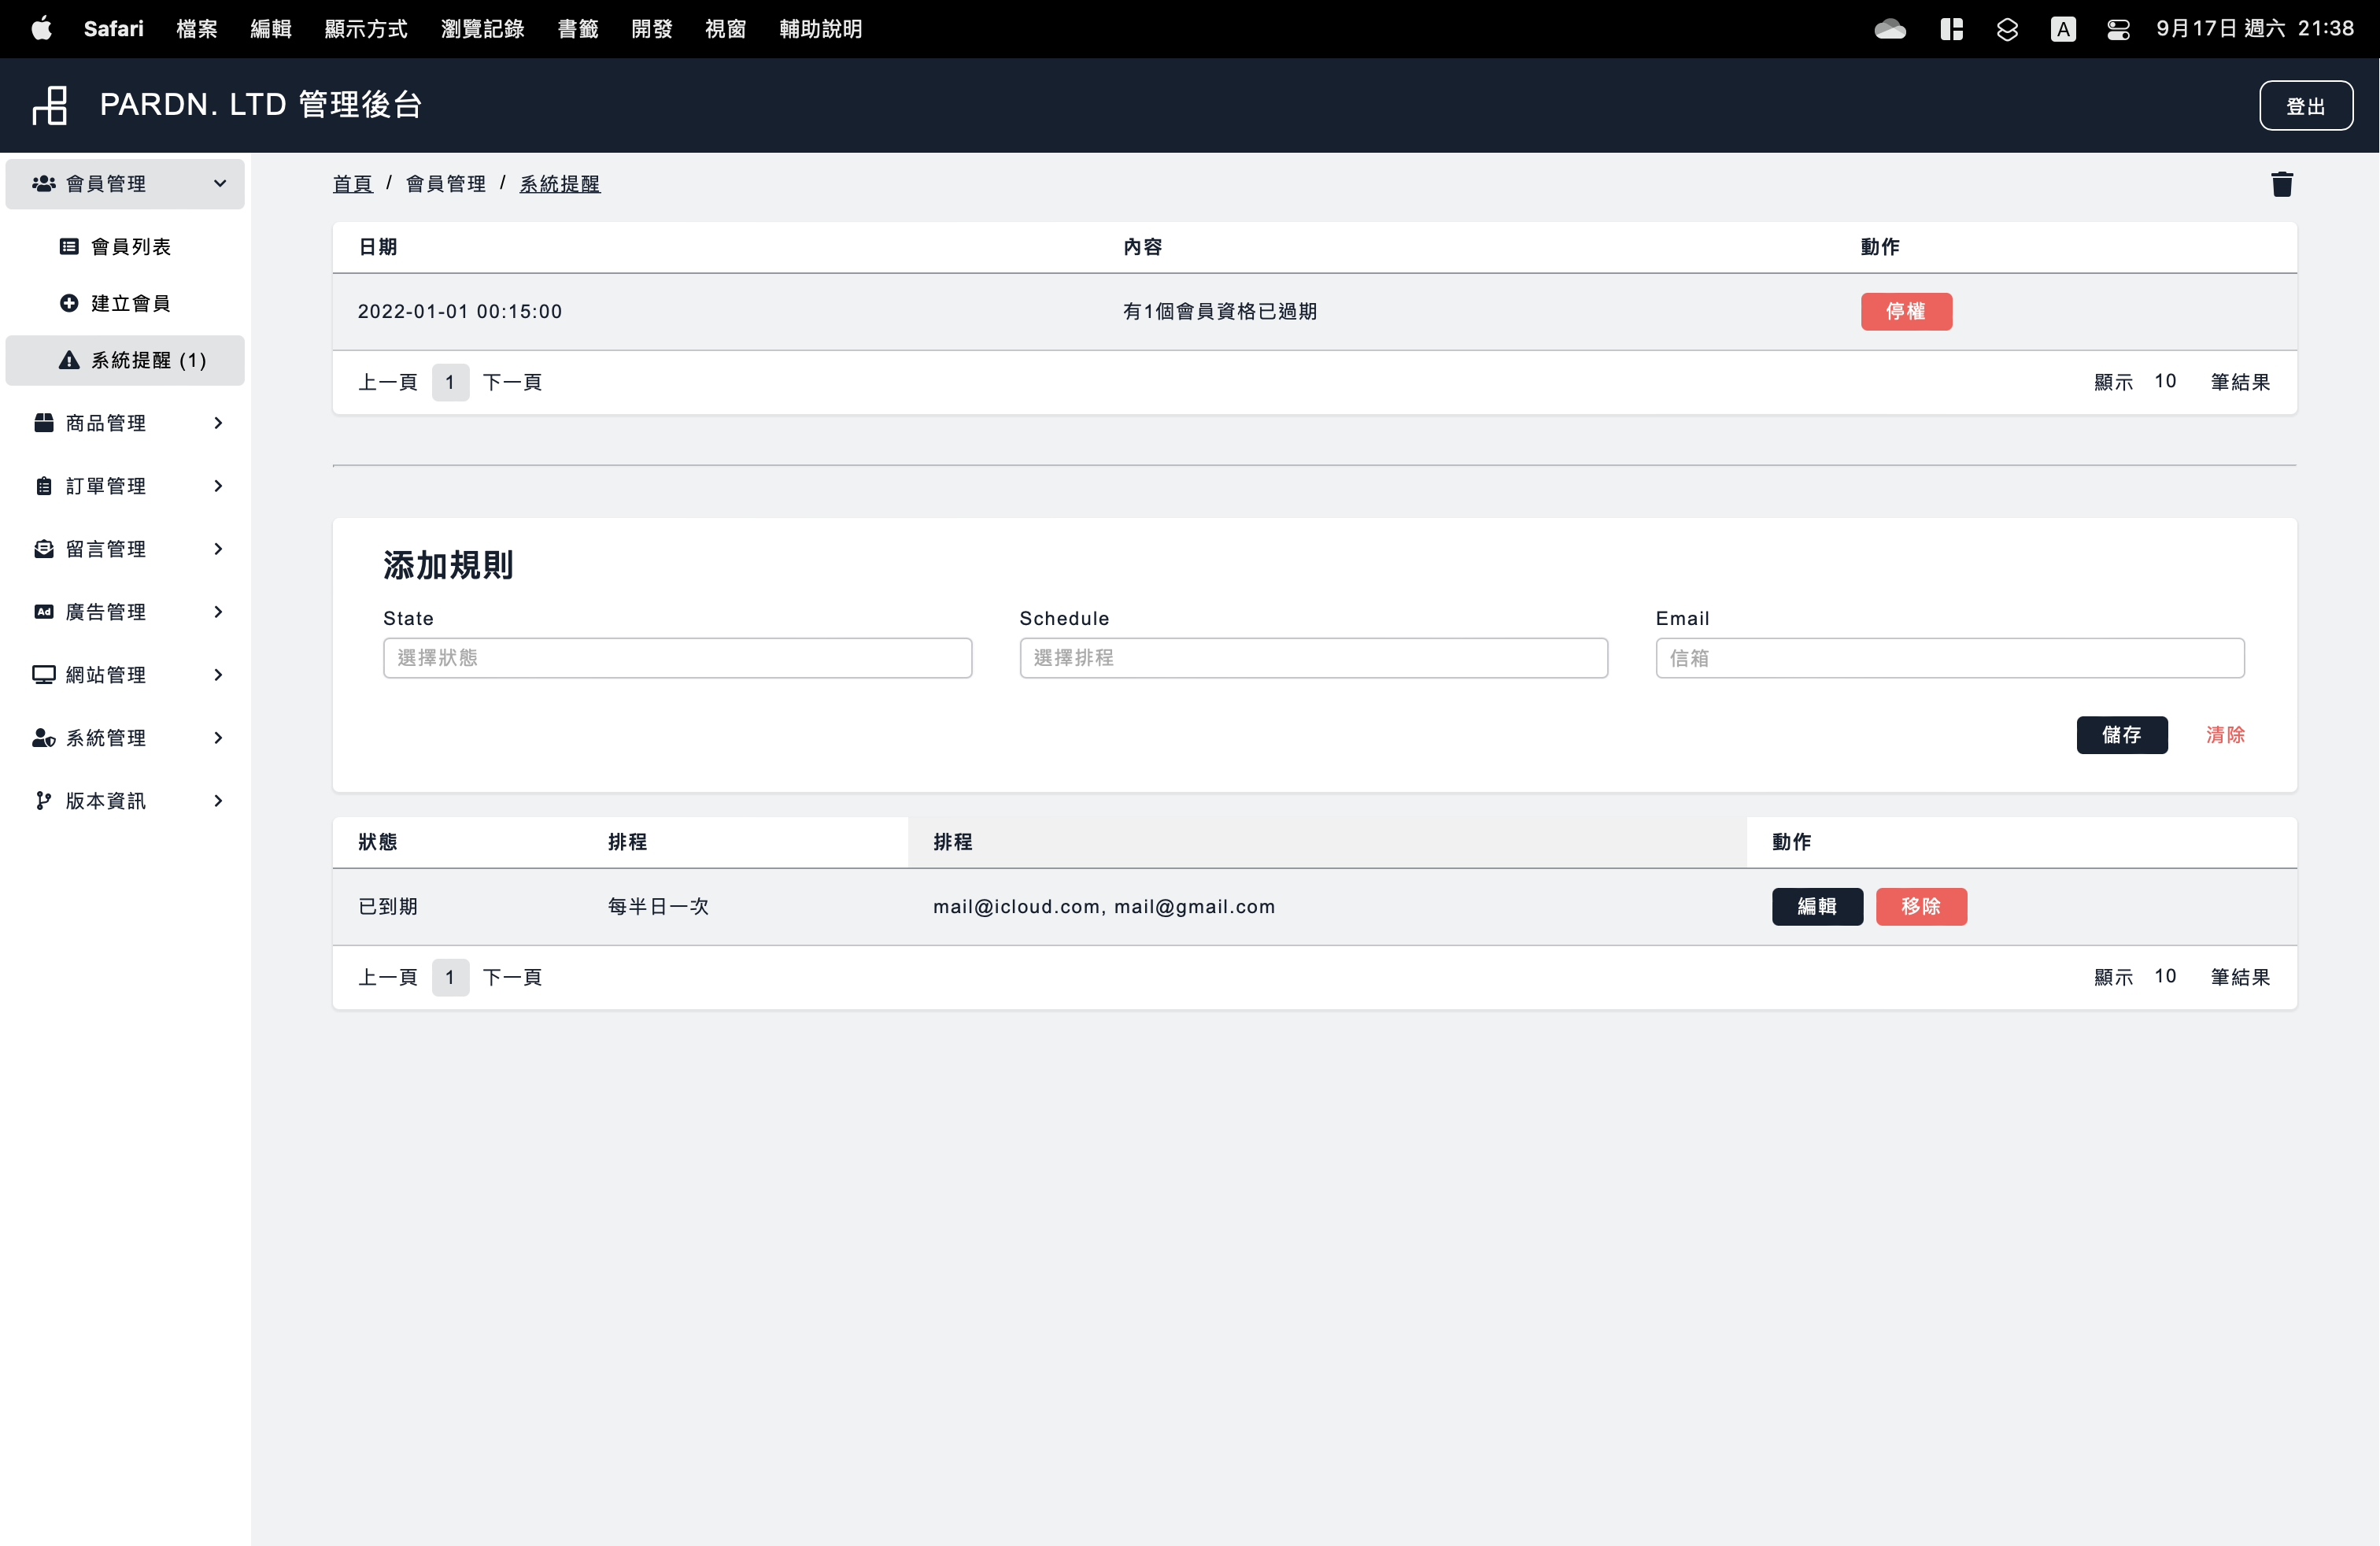 Safari 檔案 編輯 顯示方式 瀏覽記錄 書籤 開發 視窗 輔助說明 A 9月17日 週六 21:38
PARDN. LTD 管理後台 登出
會員管理
會員列表
建立會員
系統提醒 (1)
商品管理
訂單管理
留言管理
Ad 廣告管理
網站管理
系統管理
版本資訊
首頁 / 會員管理 / 系統提醒
日期 內容 動作
2022-01-01 00:15:00 有1個會員資格已過期 停權
上一頁 1 下一頁 顯示 10 筆結果
添加規則
State Schedule Email
選擇狀態 選擇排程 信箱
儲存 清除
狀態 排程 排程 動作
已到期 每半日一次 mail@icloud.com, mail@gmail.com 編輯 移除
上一頁 1 下一頁 顯示 10 筆結果